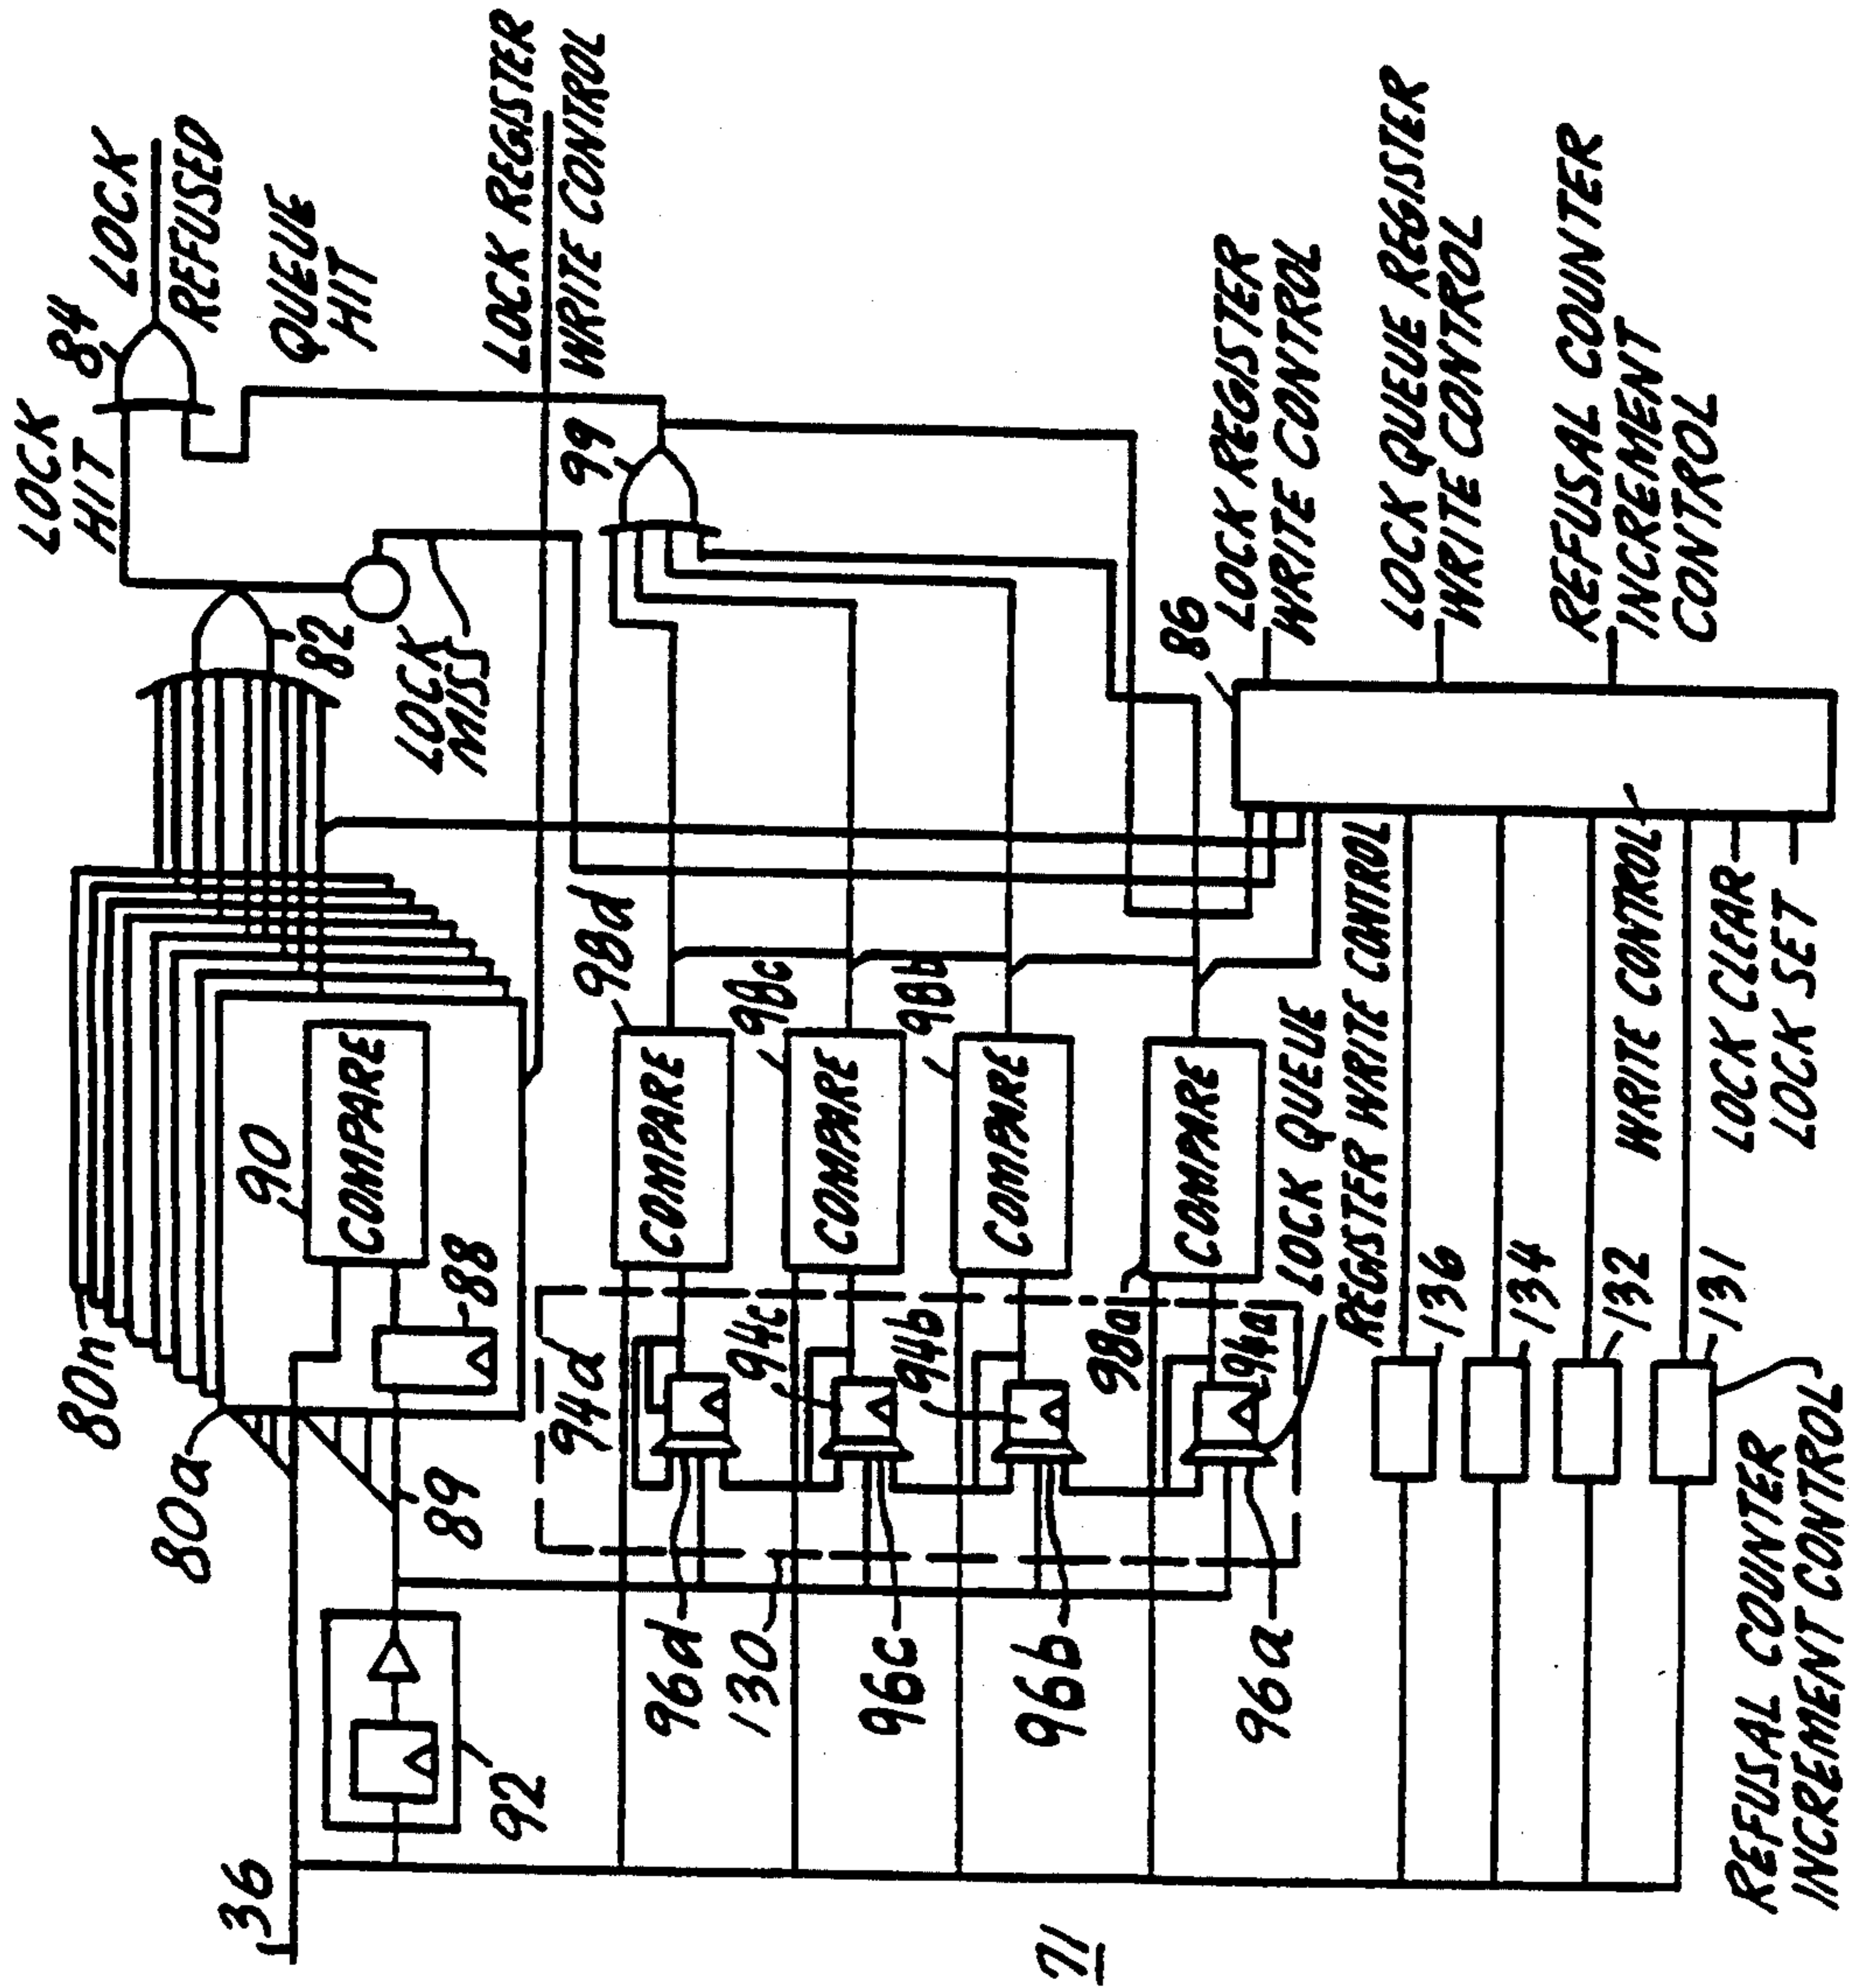 36
92
89
80a
80n
90
COMPARE
88
LOCK
HIT
84
LOCK
REFUSED
QUEUE
HIT
82
LOCK
MISS
LOCK REGISTER
WRITE CONTROL
99
94d
98d
COMPARE
94c
98c
COMPARE
94b
98b
COMPARE
98a
94a
COMPARE
96d
130
96c
96b
96a
LOCK QUEUE
REGISTER WRITE CONTROL
86
LOCK REGISTER
WRITE CONTROL
LOCK QUEUE REGISTER
WRITE CONTROL
REFUSAL COUNTER
INCREMENT
CONTROL
136
134
132
131
WRITE CONTROL
LOCK CLEAR
LOCK SET
REFUSAL COUNTER
INCREMENT CONTROL
71